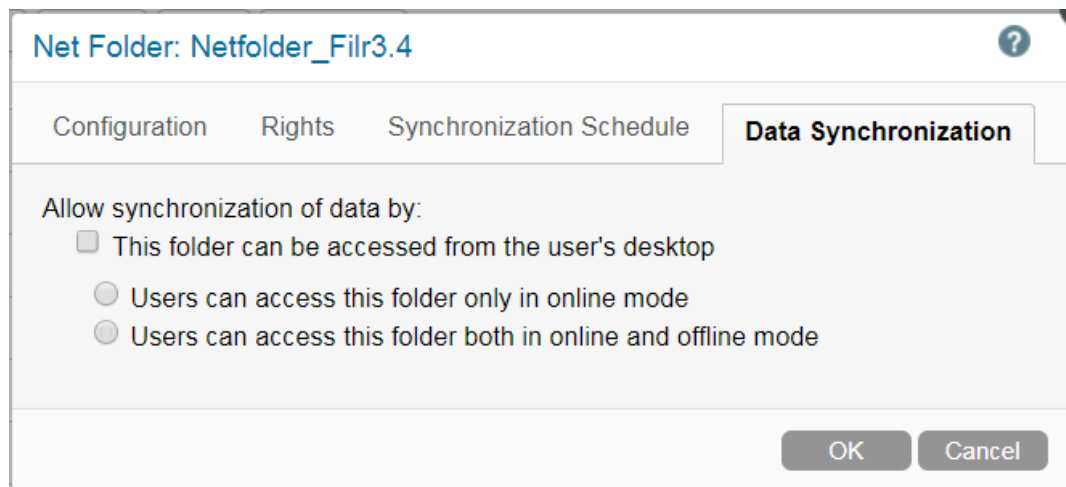 Net Folder: Netfolder_Filr3.4
?
Configuration Rights Synchronization Schedule Data Synchronization
Allow synchronization of data by:
This folder can be accessed from the user's desktop
Users can access this folder only in online mode
Users can access this folder both in online and offline mode
OK Cancel